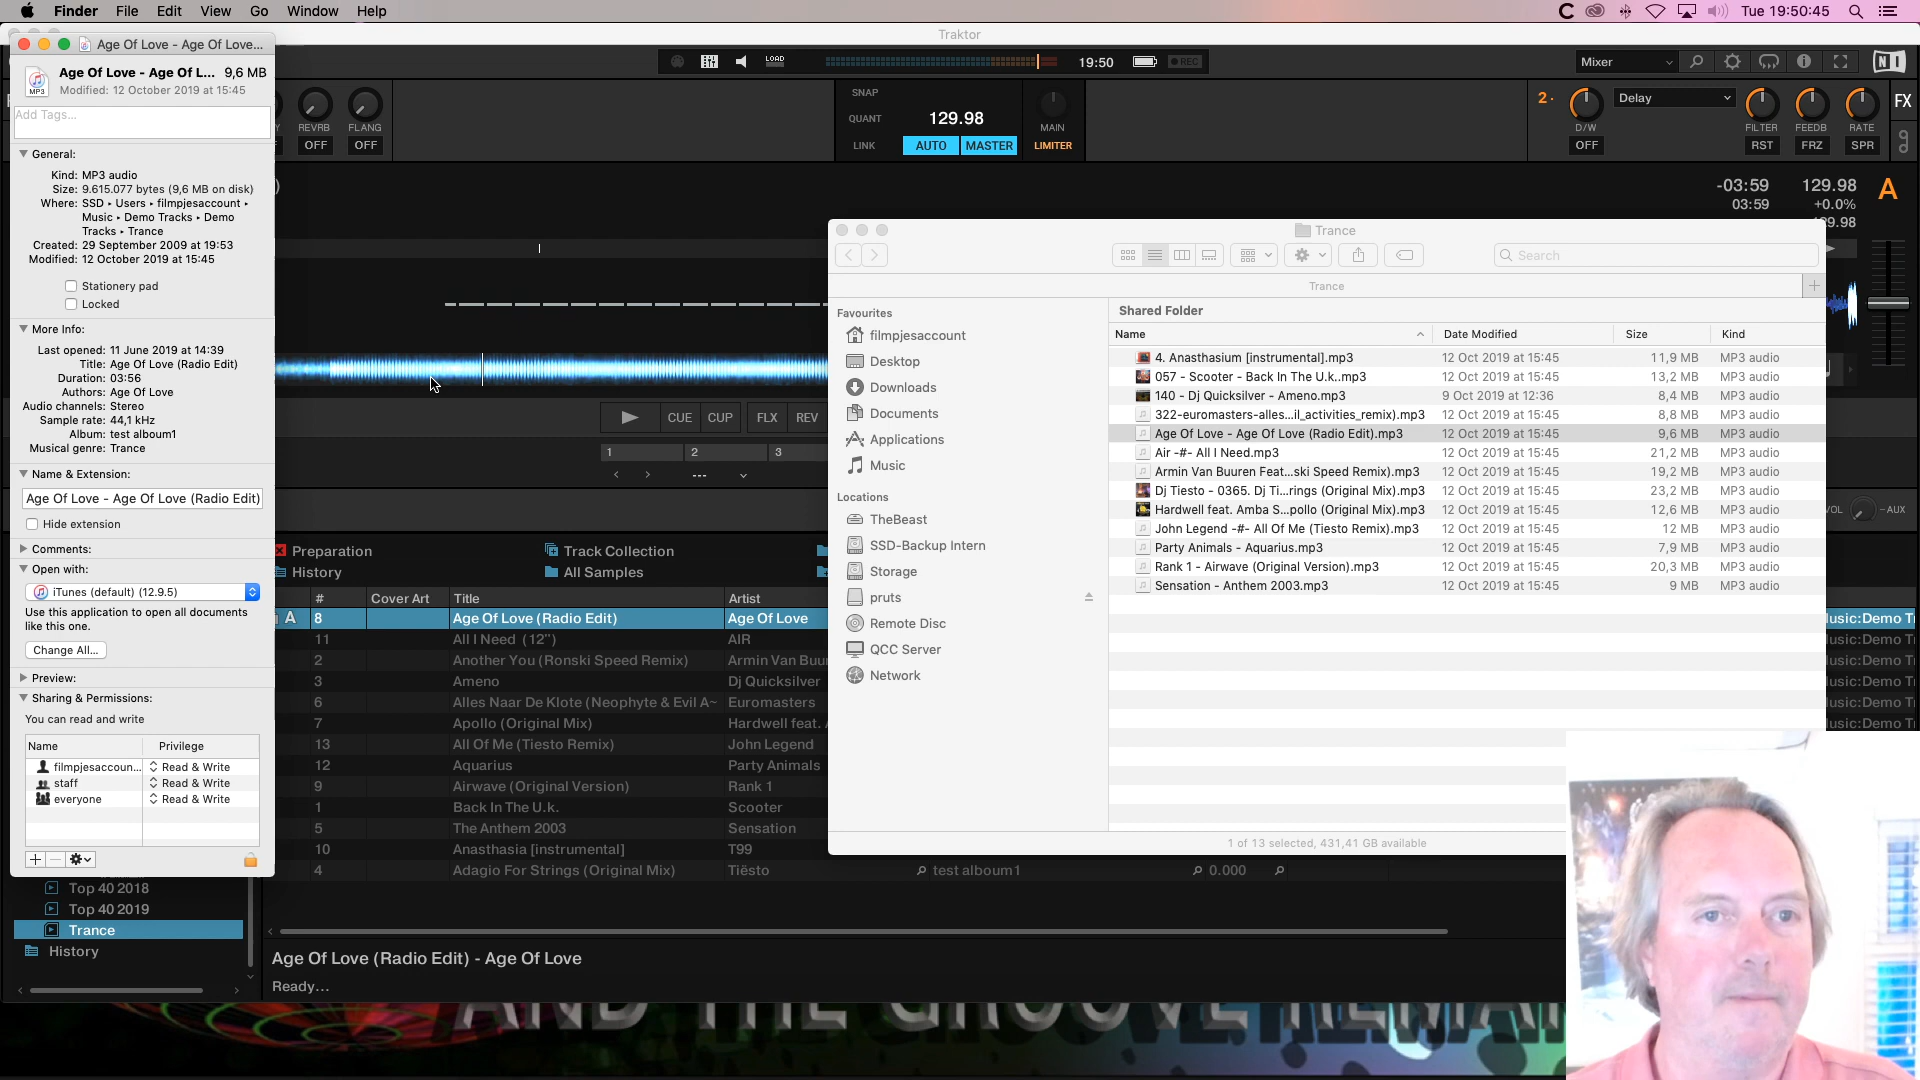 Finder File Edit View Go Window Help
Tue 19:50:45
Traktor
Age Of Love - Age Of Love...
Age Of Love - Age Of L... 9,6 MB
Modified: 12 October 2019 at 15:45
Add Tags...
MP3
General:
Kind: MP3 audio
Size: 9.615.077 bytes (9,6 MB on disk)
Where: SSD ▸ Users ▸ filmpjesaccount ▸
Music ▸ Demo Tracks ▸ Demo
Tracks ▸ Trance
Created: 29 September 2009 at 19:53
Modified: 12 October 2019 at 15:45
Stationery pad
Locked
More Info:
Last opened: 11 June 2019 at 14:39
Title: Age Of Love (Radio Edit)
Duration: 03:56
Authors: Age Of Love
Audio channels: Stereo
Sample rate: 44,1 kHz
Album: test alboum1
Musical genre: Trance
Name & Extension:
Age Of Love - Age Of Love (Radio Edit)
Hide extension
Comments:
Open with:
iTunes (default) (12.9.5)
Use this application to open all documents
like this one.
Change All...
Preview:
Sharing & Permissions:
You can read and write
Name Privilege
filmpjesaccoun... Read & Write
staff Read & Write
everyone Read & Write
LOAD
19:50
REC
Mixer
REVRB FLANG
OFF OFF
SNAP
QUANT
LINK
129.98
AUTO MASTER
MAIN
LIMITER
2
D/W
OFF
Delay
FILTER FEEDB RATE
RST FRZ SPR
FX
-03:59 129.98 A
03:59 +0.0%
CUE CUP FLX REV
1 2 3
---
VOL AUX
Preparation Track Collection
History All Samples
# Cover Art Title Artist
A 8 Age Of Love (Radio Edit) Age Of Love
11 All I Need (12") AIR
2 Another You (Ronski Speed Remix) Armin Van Buu
3 Ameno Dj Quicksilver
6 Alles Naar De Klote (Neophyte & Evil A~ Euromasters
7 Apollo (Original Mix) Hardwell feat.
13 All Of Me (Tiesto Remix) John Legend
12 Aquarius Party Animals
9 Airwave (Original Version) Rank 1
1 Back In The U.k. Scooter
5 The Anthem 2003 Sensation
10 Anasthasia [instrumental] T99
4 Adagio For Strings (Original Mix) Tiësto test alboum1 0.000
Top 40 2018
Top 40 2019
Trance
History
Age Of Love (Radio Edit) - Age Of Love
Ready...
Trance
Search
Trance
Favourites
filmpjesaccount
Desktop
Downloads
Documents
Applications
Music
Locations
TheBeast
SSD-Backup Intern
Storage
pruts
Remote Disc
QCC Server
Network
Shared Folder
Name Date Modified Size Kind
4. Anasthasium [instrumental].mp3 12 Oct 2019 at 15:45 11,9 MB MP3 audio
057 - Scooter - Back In The U.k..mp3 12 Oct 2019 at 15:45 13,2 MB MP3 audio
140 - Dj Quicksilver - Ameno.mp3 9 Oct 2019 at 12:36 8,4 MB MP3 audio
322-euromasters-alles...il_activities_remix).mp3 12 Oct 2019 at 15:45 8,8 MB MP3 audio
Age Of Love - Age Of Love (Radio Edit).mp3 12 Oct 2019 at 15:45 9,6 MB MP3 audio
Air -#- All I Need.mp3 12 Oct 2019 at 15:45 21,2 MB MP3 audio
Armin Van Buuren Feat...ski Speed Remix).mp3 12 Oct 2019 at 15:45 19,2 MB MP3 audio
Dj Tiesto - 0365. Dj Ti...rings (Original Mix).mp3 12 Oct 2019 at 15:45 23,2 MB MP3 audio
Hardwell feat. Amba S...pollo (Original Mix).mp3 12 Oct 2019 at 15:45 12,6 MB MP3 audio
John Legend -#- All Of Me (Tiesto Remix).mp3 12 Oct 2019 at 15:45 12 MB MP3 audio
Party Animals - Aquarius.mp3 12 Oct 2019 at 15:45 7,9 MB MP3 audio
Rank 1 - Airwave (Original Version).mp3 12 Oct 2019 at 15:45 20,3 MB MP3 audio
Sensation - Anthem 2003.mp3 12 Oct 2019 at 15:45 9 MB MP3 audio
1 of 13 selected, 431,41 GB available
AND THE GROOVE REMAI